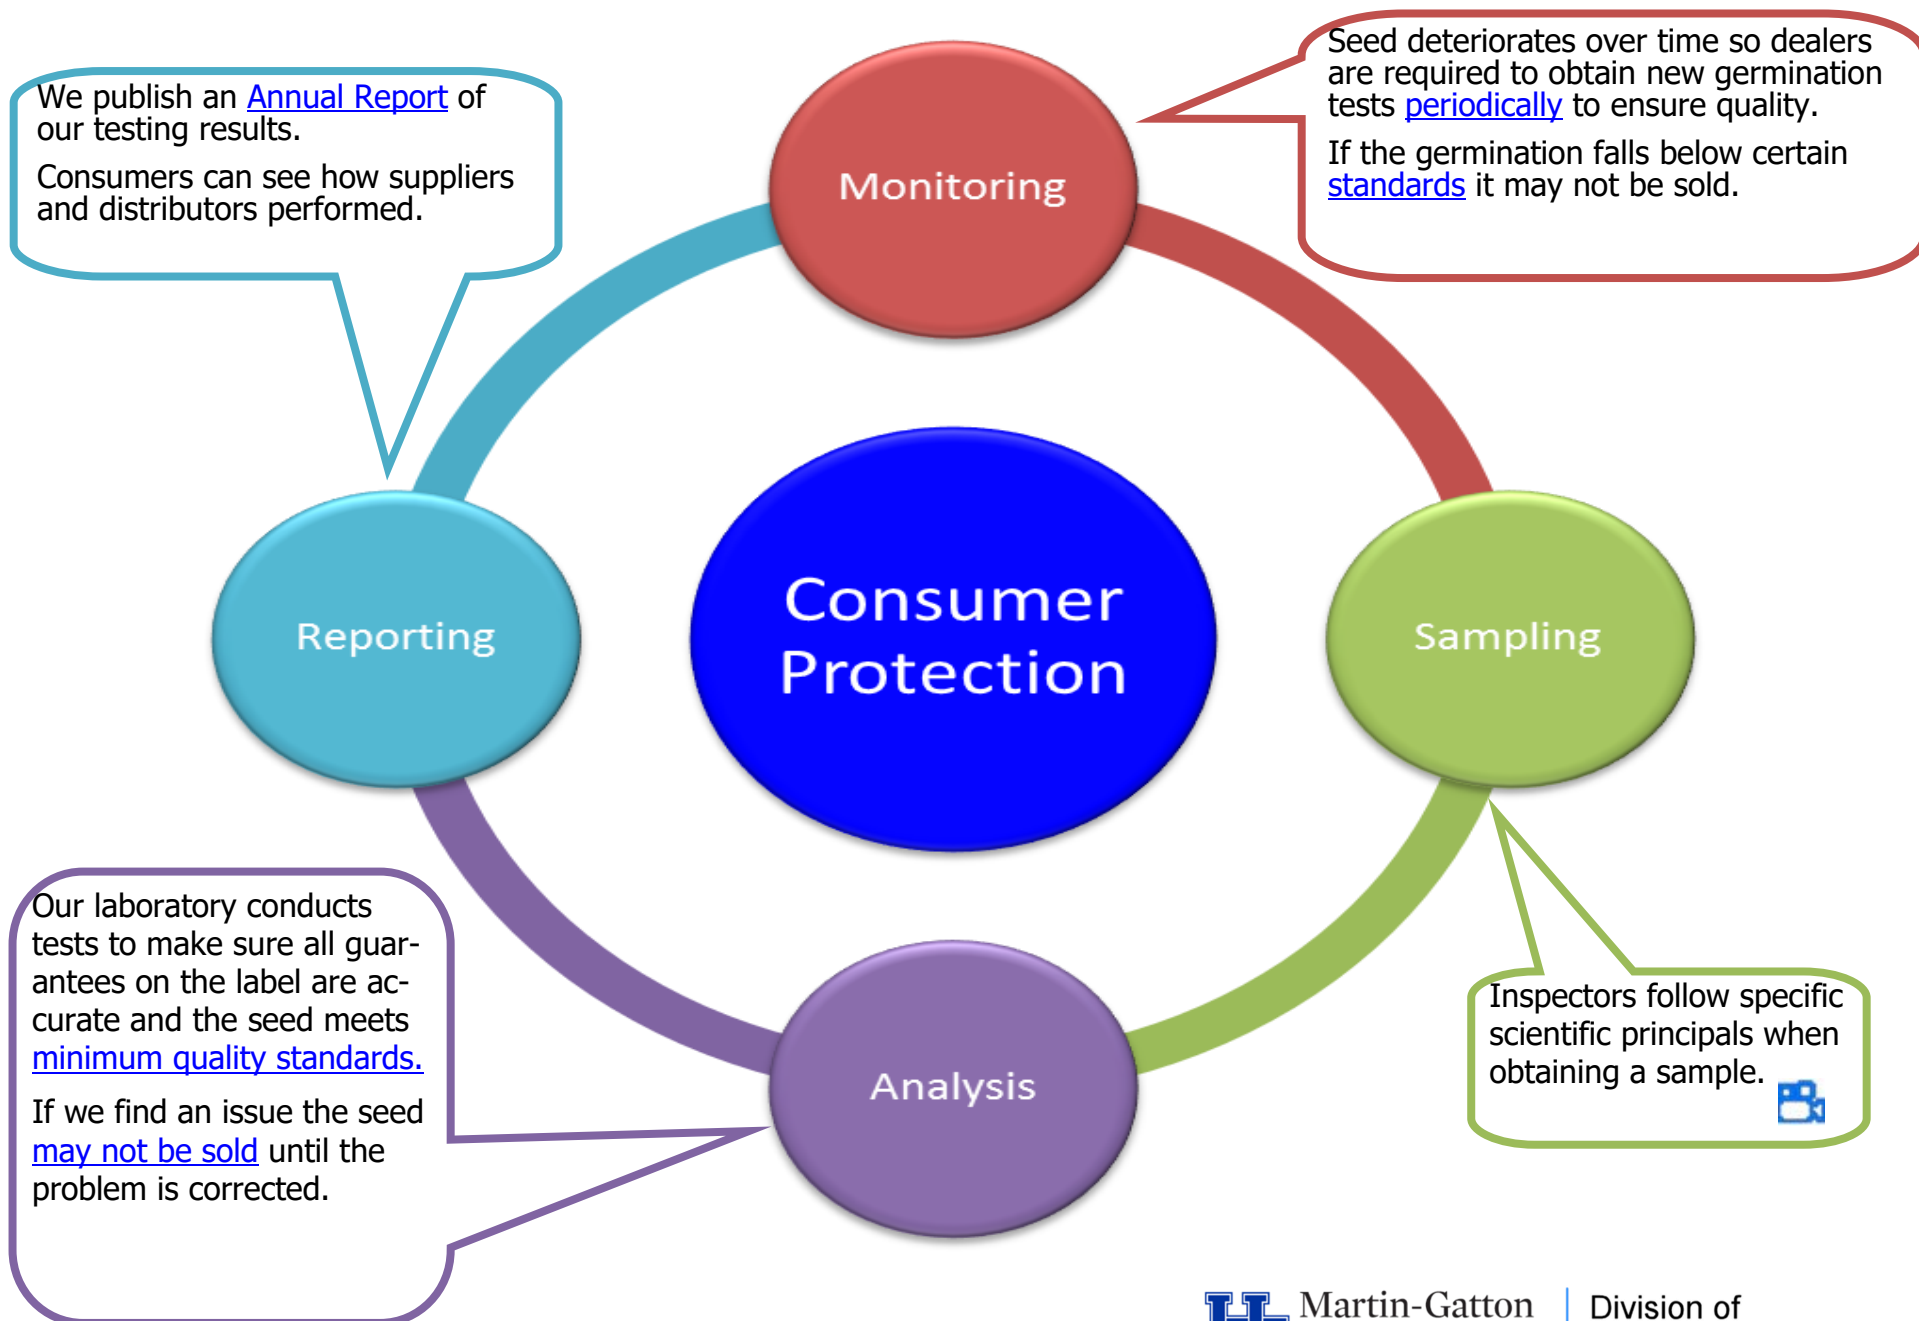 We publish an Annual Report of
our testing results.
Consumers can see how suppliers
and distributors performed.
Seed deteriorates over time so dealers
are required to obtain new germination
tests periodically to ensure quality.
If the germination falls below certain
standards it may not be sold.
Monitoring
Reporting
Consumer
Protection
Sampling
Analysis
Our laboratory conducts
tests to make sure all guar-
antees on the label are ac-
curate and the seed meets
minimum quality standards.
If we find an issue the seed
may not be sold until the
problem is corrected.
Inspectors follow specific
scientific principals when
obtaining a sample.
Martin-Gatton
Division of